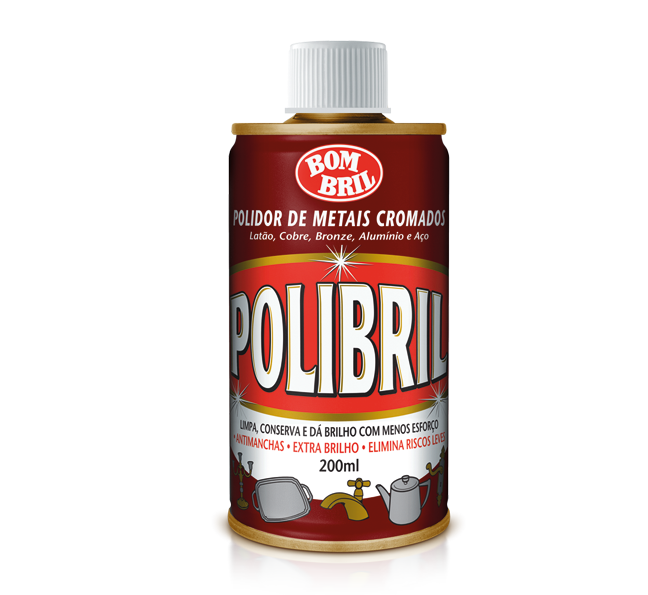 BOM
BRIL
POLIDOR DE METAIS CROMADOS
Latão, Cobre, Bronze, Alumínio e Aço
POLIBRIL
LIMPA, CONSERVA E DÁ BRILHO COM MENOS ESFORÇO
• ANTIMANCHAS • EXTRA BRILHO • ELIMINA RISCOS LEVES
200ml